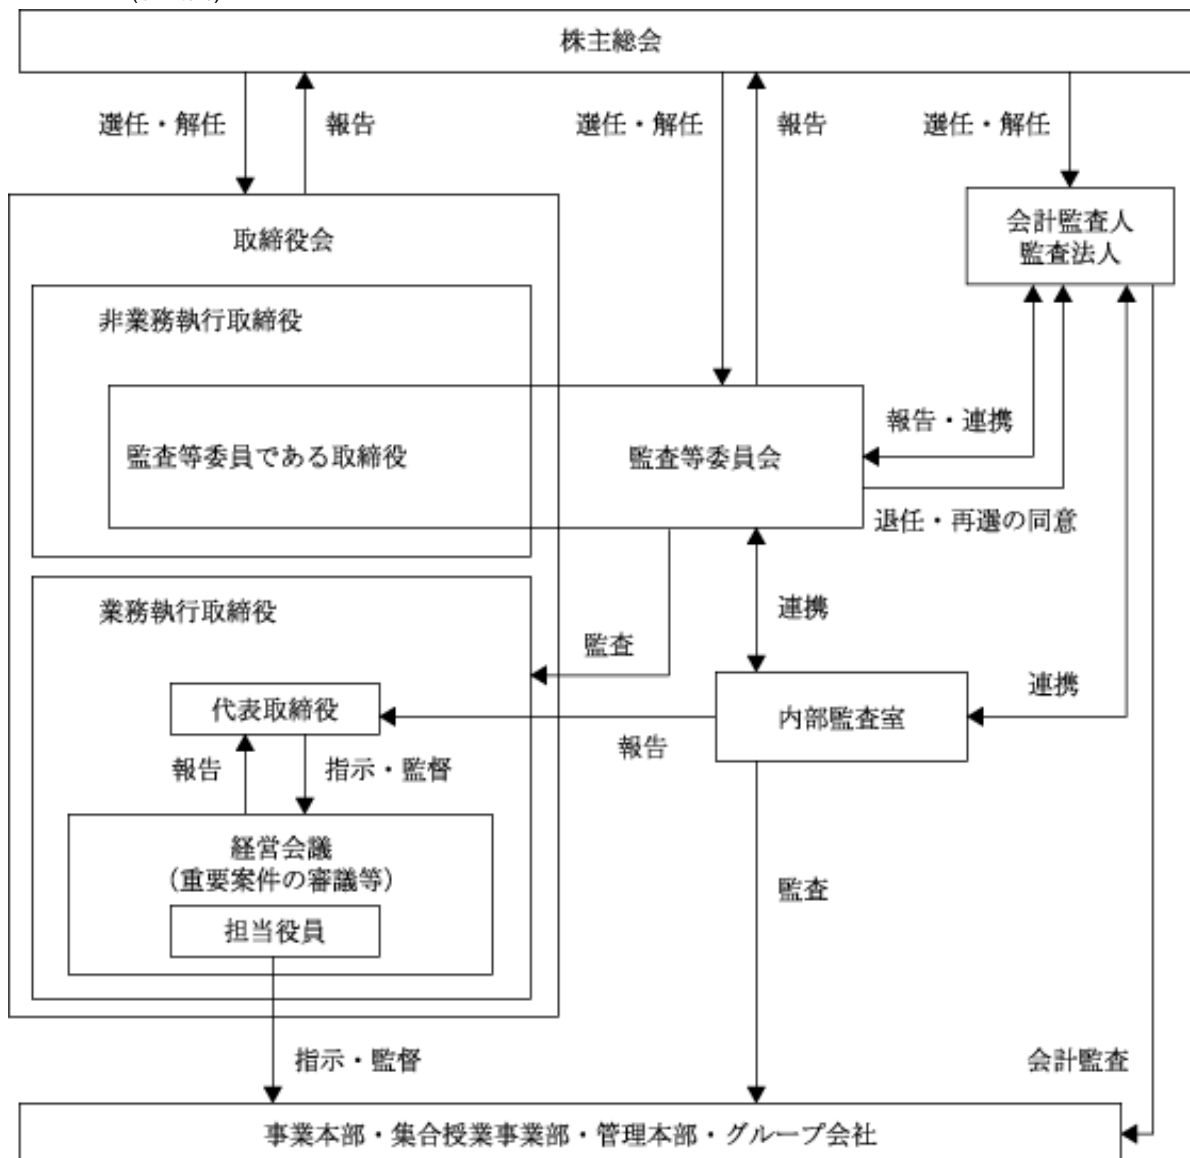 株主総会
選任・解任
報告
選任・解任
報告
選任・解任
取締役会
会計監査人
監査法人
非業務執行取締役
監査等委員である取締役
監査等委員会
報告・連携
退任・再選の同意
業務執行取締役
監査
連携
代表取締役
内部監査室
連携
報告
報告
指示・監督
経営会議
(重要案件の審議等)
担当役員
監査
指示・監督
会計監査
事業本部・集合授業事業部・管理本部・グループ会社